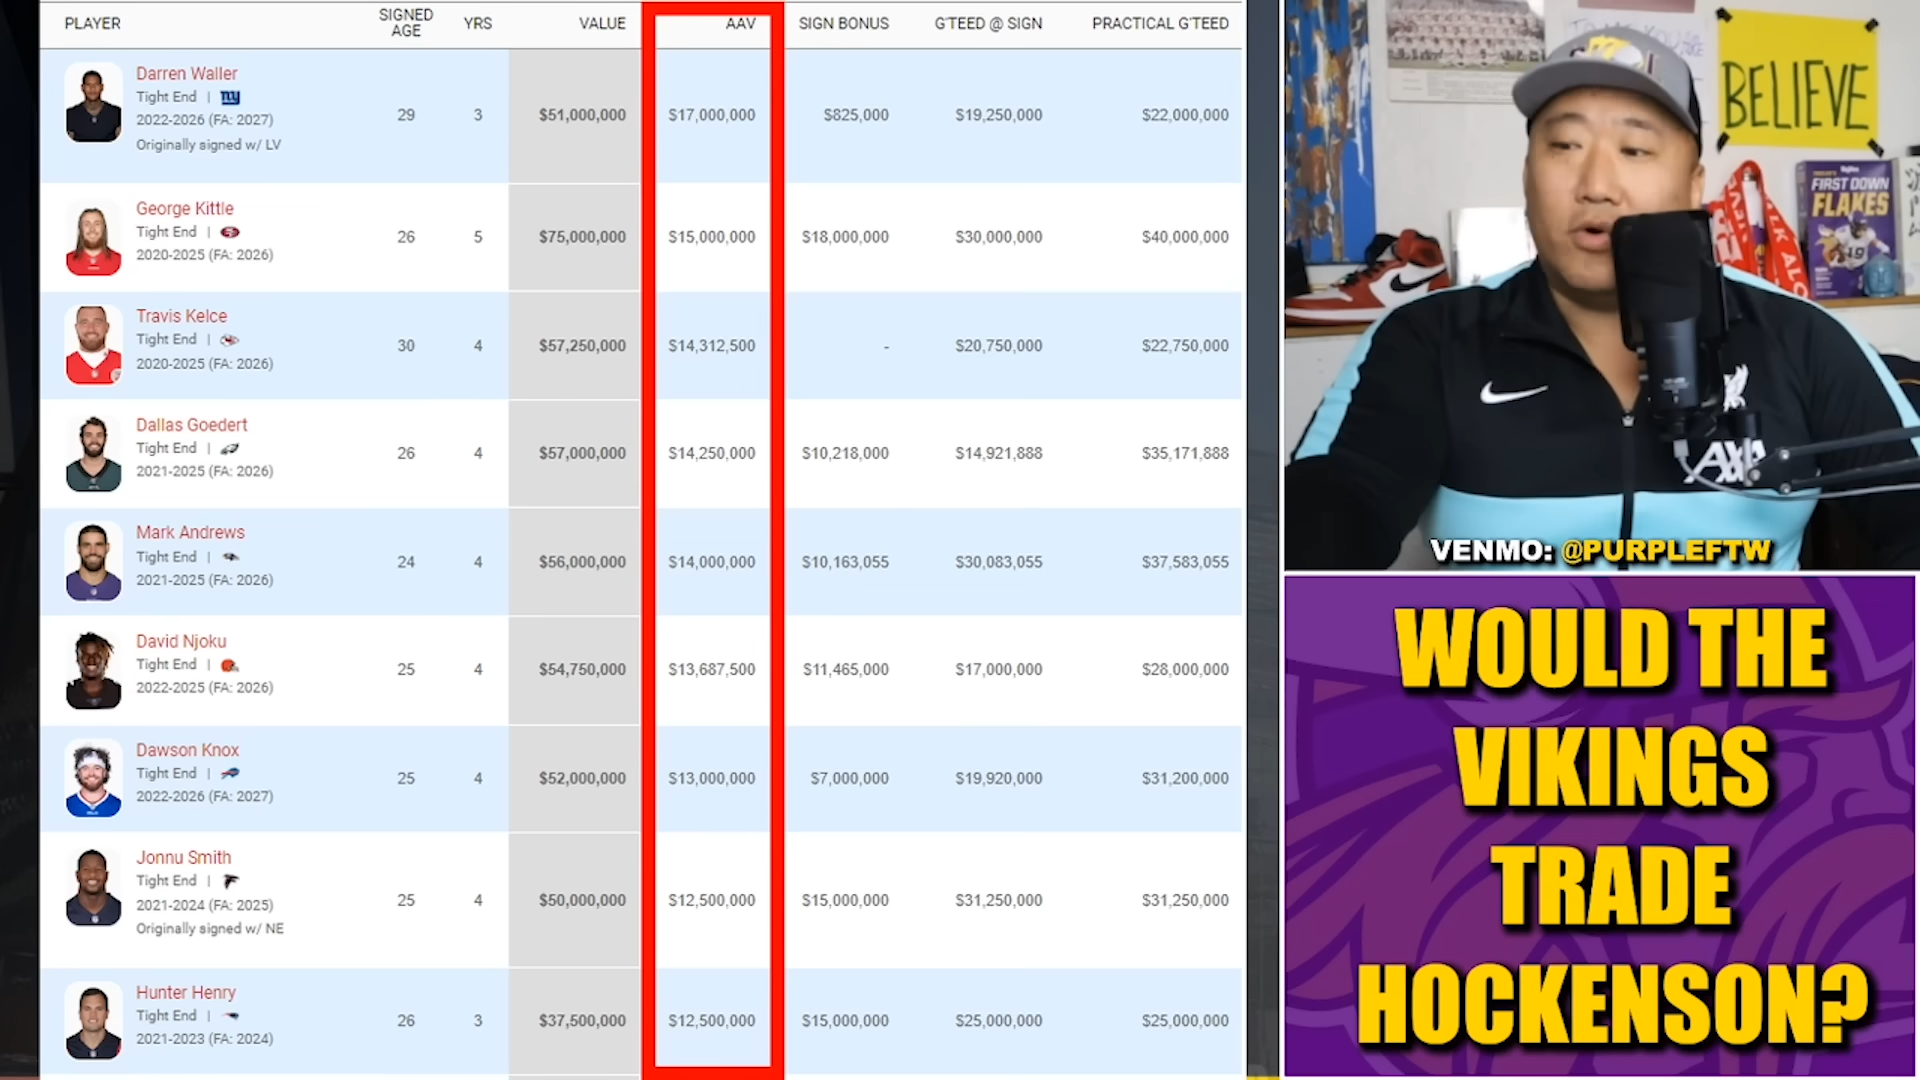 PLAYER SIGNED AGE YRS VALUE AAV SIGN BONUS G'TEED @ SIGN PRACTICAL G'TEED
Darren Waller
Tight End |
2022-2026 (FA: 2027)
Originally signed w/ LV
29 3 $51,000,000 $17,000,000 $825,000 $19,250,000 $22,000,000
George Kittle
Tight End |
2020-2025 (FA: 2026)
26 5 $75,000,000 $15,000,000 $18,000,000 $30,000,000 $40,000,000
Travis Kelce
Tight End |
2020-2025 (FA: 2026)
30 4 $57,250,000 $14,312,500 - $20,750,000 $22,750,000
Dallas Goedert
Tight End |
2021-2025 (FA: 2026)
26 4 $57,000,000 $14,250,000 $10,218,000 $14,921,888 $35,171,888
Mark Andrews
Tight End |
2021-2025 (FA: 2026)
24 4 $56,000,000 $14,000,000 $10,163,055 $30,083,055 $37,583,055
David Njoku
Tight End |
2022-2025 (FA: 2026)
25 4 $54,750,000 $13,687,500 $11,465,000 $17,000,000 $28,000,000
Dawson Knox
Tight End |
2022-2026 (FA: 2027)
25 4 $52,000,000 $13,000,000 $7,000,000 $19,920,000 $31,200,000
Jonnu Smith
Tight End |
2021-2024 (FA: 2025)
Originally signed w/ NE
25 4 $50,000,000 $12,500,000 $15,000,000 $31,250,000 $31,250,000
Hunter Henry
Tight End |
2021-2023 (FA: 2024)
26 3 $37,500,000 $12,500,000 $15,000,000 $25,000,000 $25,000,000
BELIEVE
FIRST DOWN
FLAKES
AXA
VENMO: @PURPLEFTW
WOULD THE
VIKINGS
TRADE
HOCKENSON?